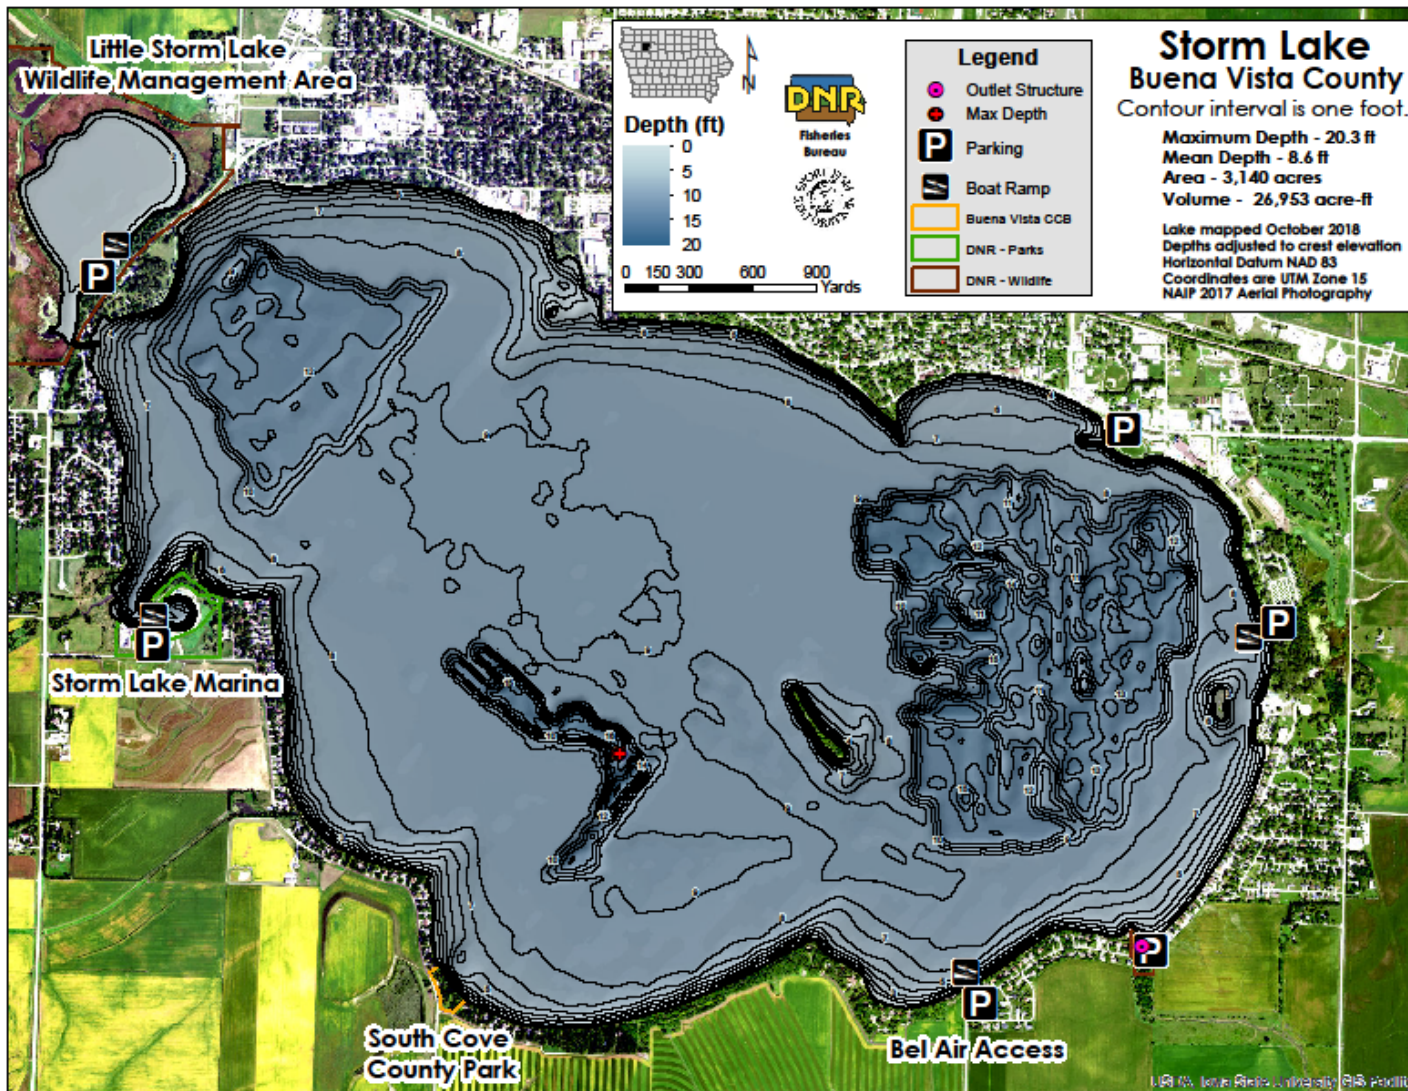 Little Storm Lake
Wildlife Management Area
P
Storm Lake
Buena Vista County
Contour interval is one foot.
Maximum Depth - 20.3 ft
Mean Depth - 8.6 ft
Area - 3,140 acres
Volume - 26,953 acre-ft
Lake mapped October 2018
Depths adjusted to crest elevation
Horizontal Datum NAD 83
Coordinates are UTM Zone 15
NAIP 2017 Aerial Photography
N
DNR
Fisheries
Bureau
Depth (ft)
0
5
10
15
20
0 150 300 600 900
Yards
Legend
Outlet Structure
Max Depth
P Parking
Boat Ramp
Buena Vista CCB
DNR - Parks
DNR - Wildlife
P
P
P
Storm Lake Marina
P
P
South Cove
County Park
Bel Air Access